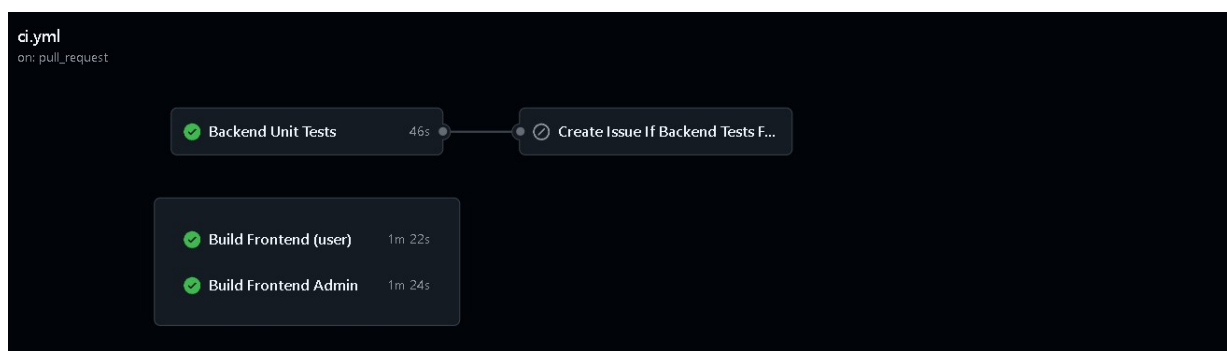 ci.yml
on: pull_request
Backend Unit Tests 46s
Create Issue If Backend Tests F...
Build Frontend (user) 1m 22s
Build Frontend Admin 1m 24s